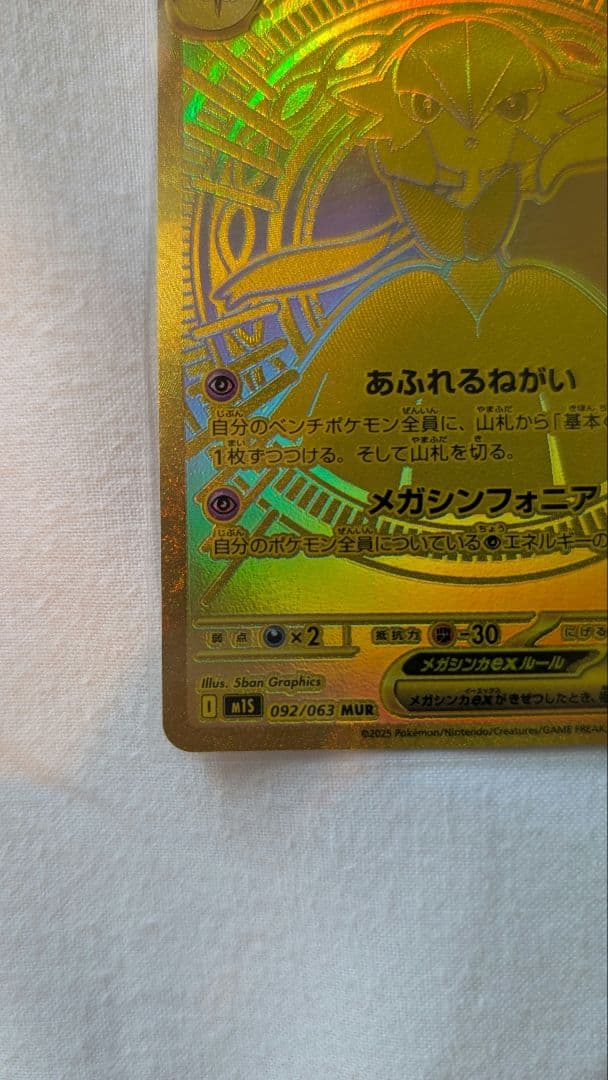 あふれるねがい
自分のベンチポケモン全員に、山札から「基本
1枚ずつつける。そして山札を切る。
メガシンフォニア
自分のポケモン全員についているエネルギーの
弱点 ×2 抵抗力 -30 にげる
メガシンカexルール
メガシンカexがきぜつしたとき、
Illus. 5ban Graphics
I M1S 092/063 MUR
©2025 Pokémon/Nintendo/Creatures/GAME FREAK